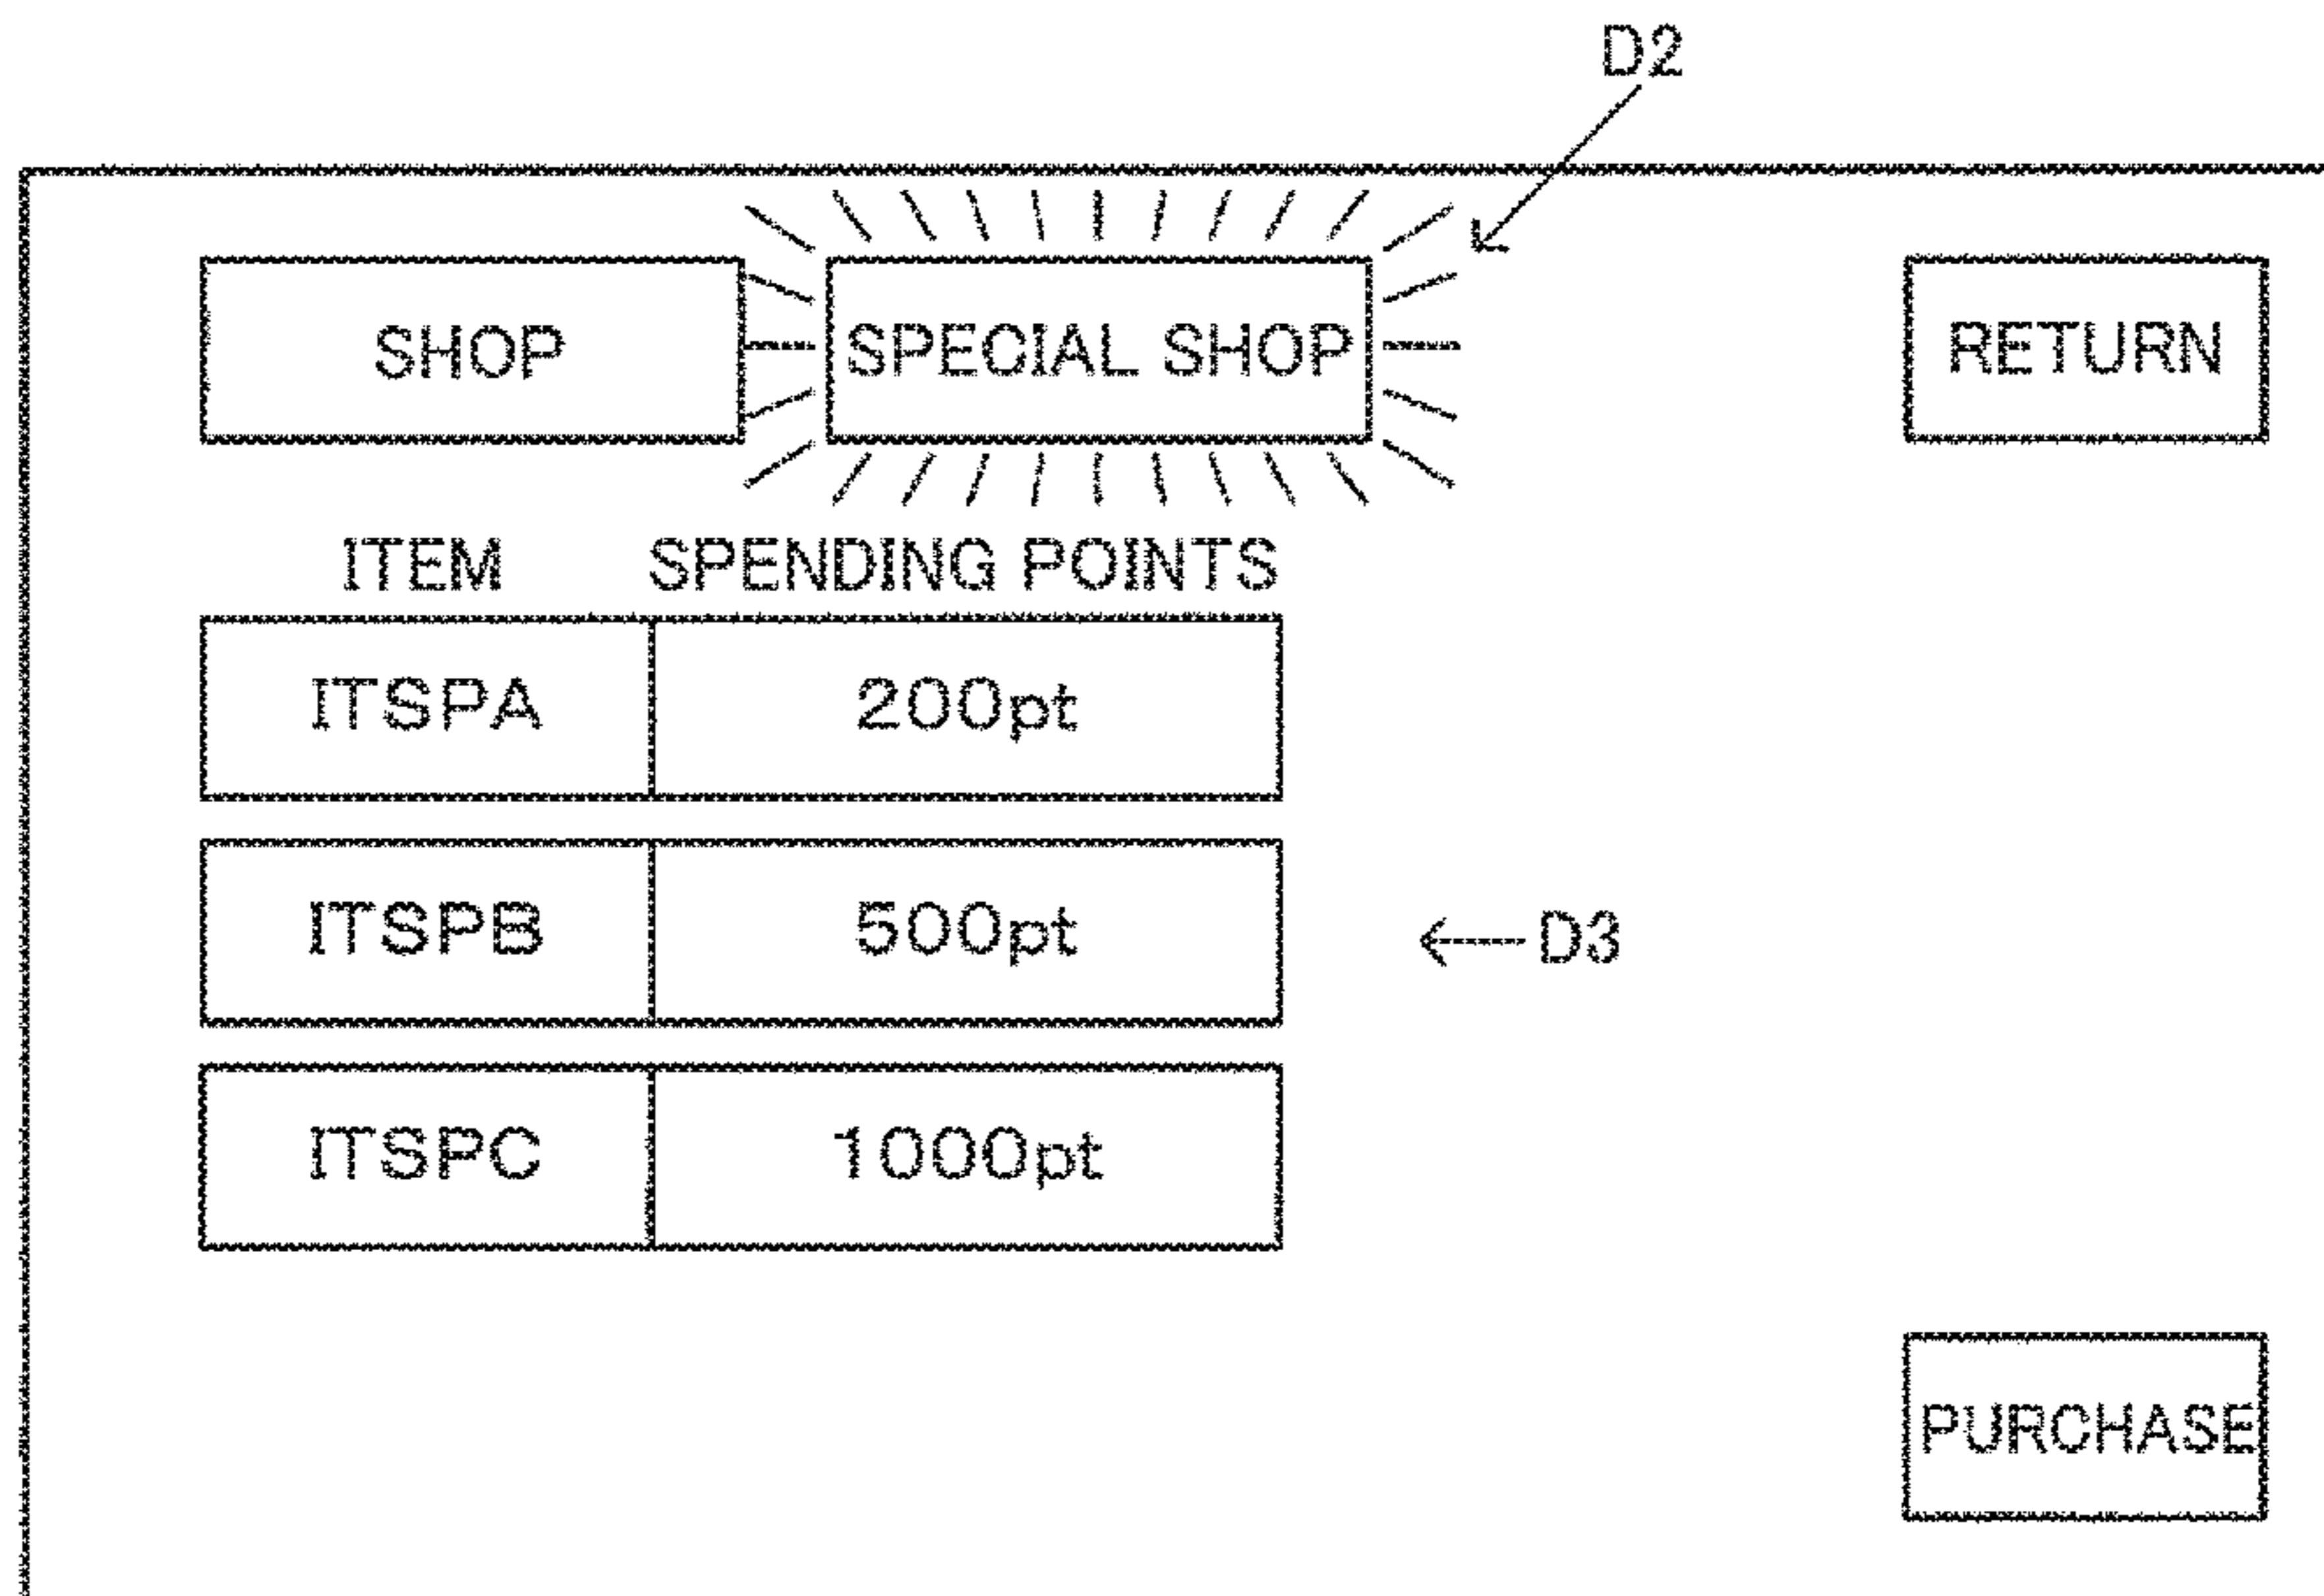 D2
SHOP SPECIAL SHOP RETURN
ITEM SPENDING POINTS
ITSPA 200pt
ITSPB 500pt
D3
ITSPC 1000pt
PURCHASE